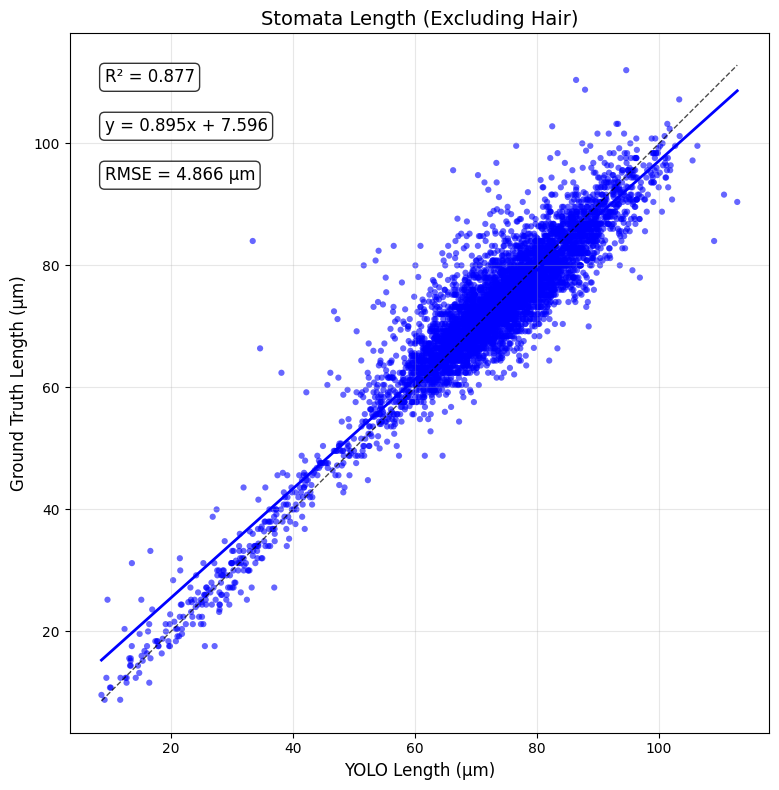 Stomata Length (Excluding Hair)
R² = 0.877
y = 0.895x + 7.596
RMSE = 4.866 μm
Ground Truth Length (μm)
100
80
60
40
20
20 40 60 80 100
YOLO Length (μm)